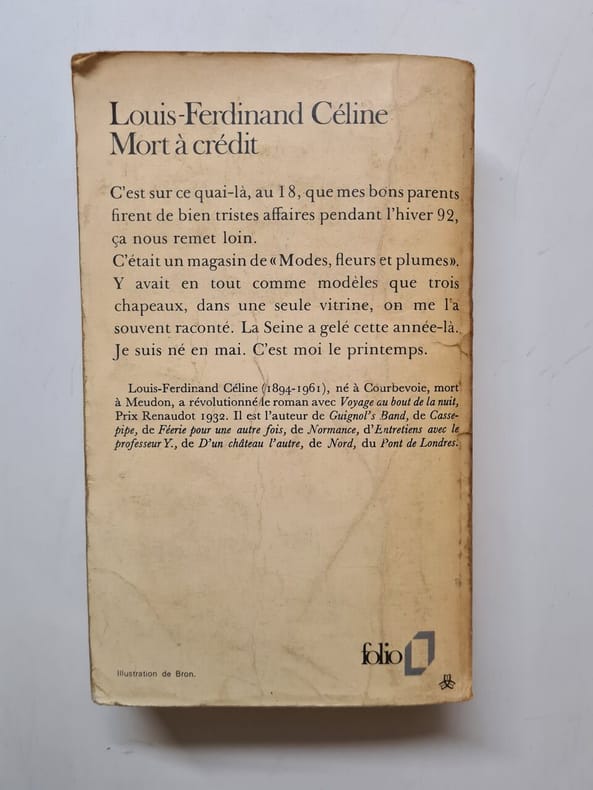 Louis-Ferdinand Céline
Mort à crédit
C'est sur ce quai-là, au 18, que mes bons parents
firent de bien tristes affaires pendant l'hiver 92,
ça nous remet loin.
C'était un magasin de « Modes, fleurs et plumes ».
Y avait en tout comme modèles que trois
chapeaux, dans une seule vitrine, on me l'a
souvent raconté. La Seine a gelé cette année-là.
Je suis né en mai. C'est moi le printemps.
Louis-Ferdinand Céline (1894-1961), né à Courbevoie, mort
à Meudon, a révolutionné le roman avec Voyage au bout de la nuit,
Prix Renaudot 1932. Il est l'auteur de Guignol's Band, de Casse-
pipe, de Féerie pour une autre fois, de Normance, d'Entretiens avec le
professeur Y., de D'un château l'autre, de Nord, du Pont de Londres.
folio
Illustration de Bron.